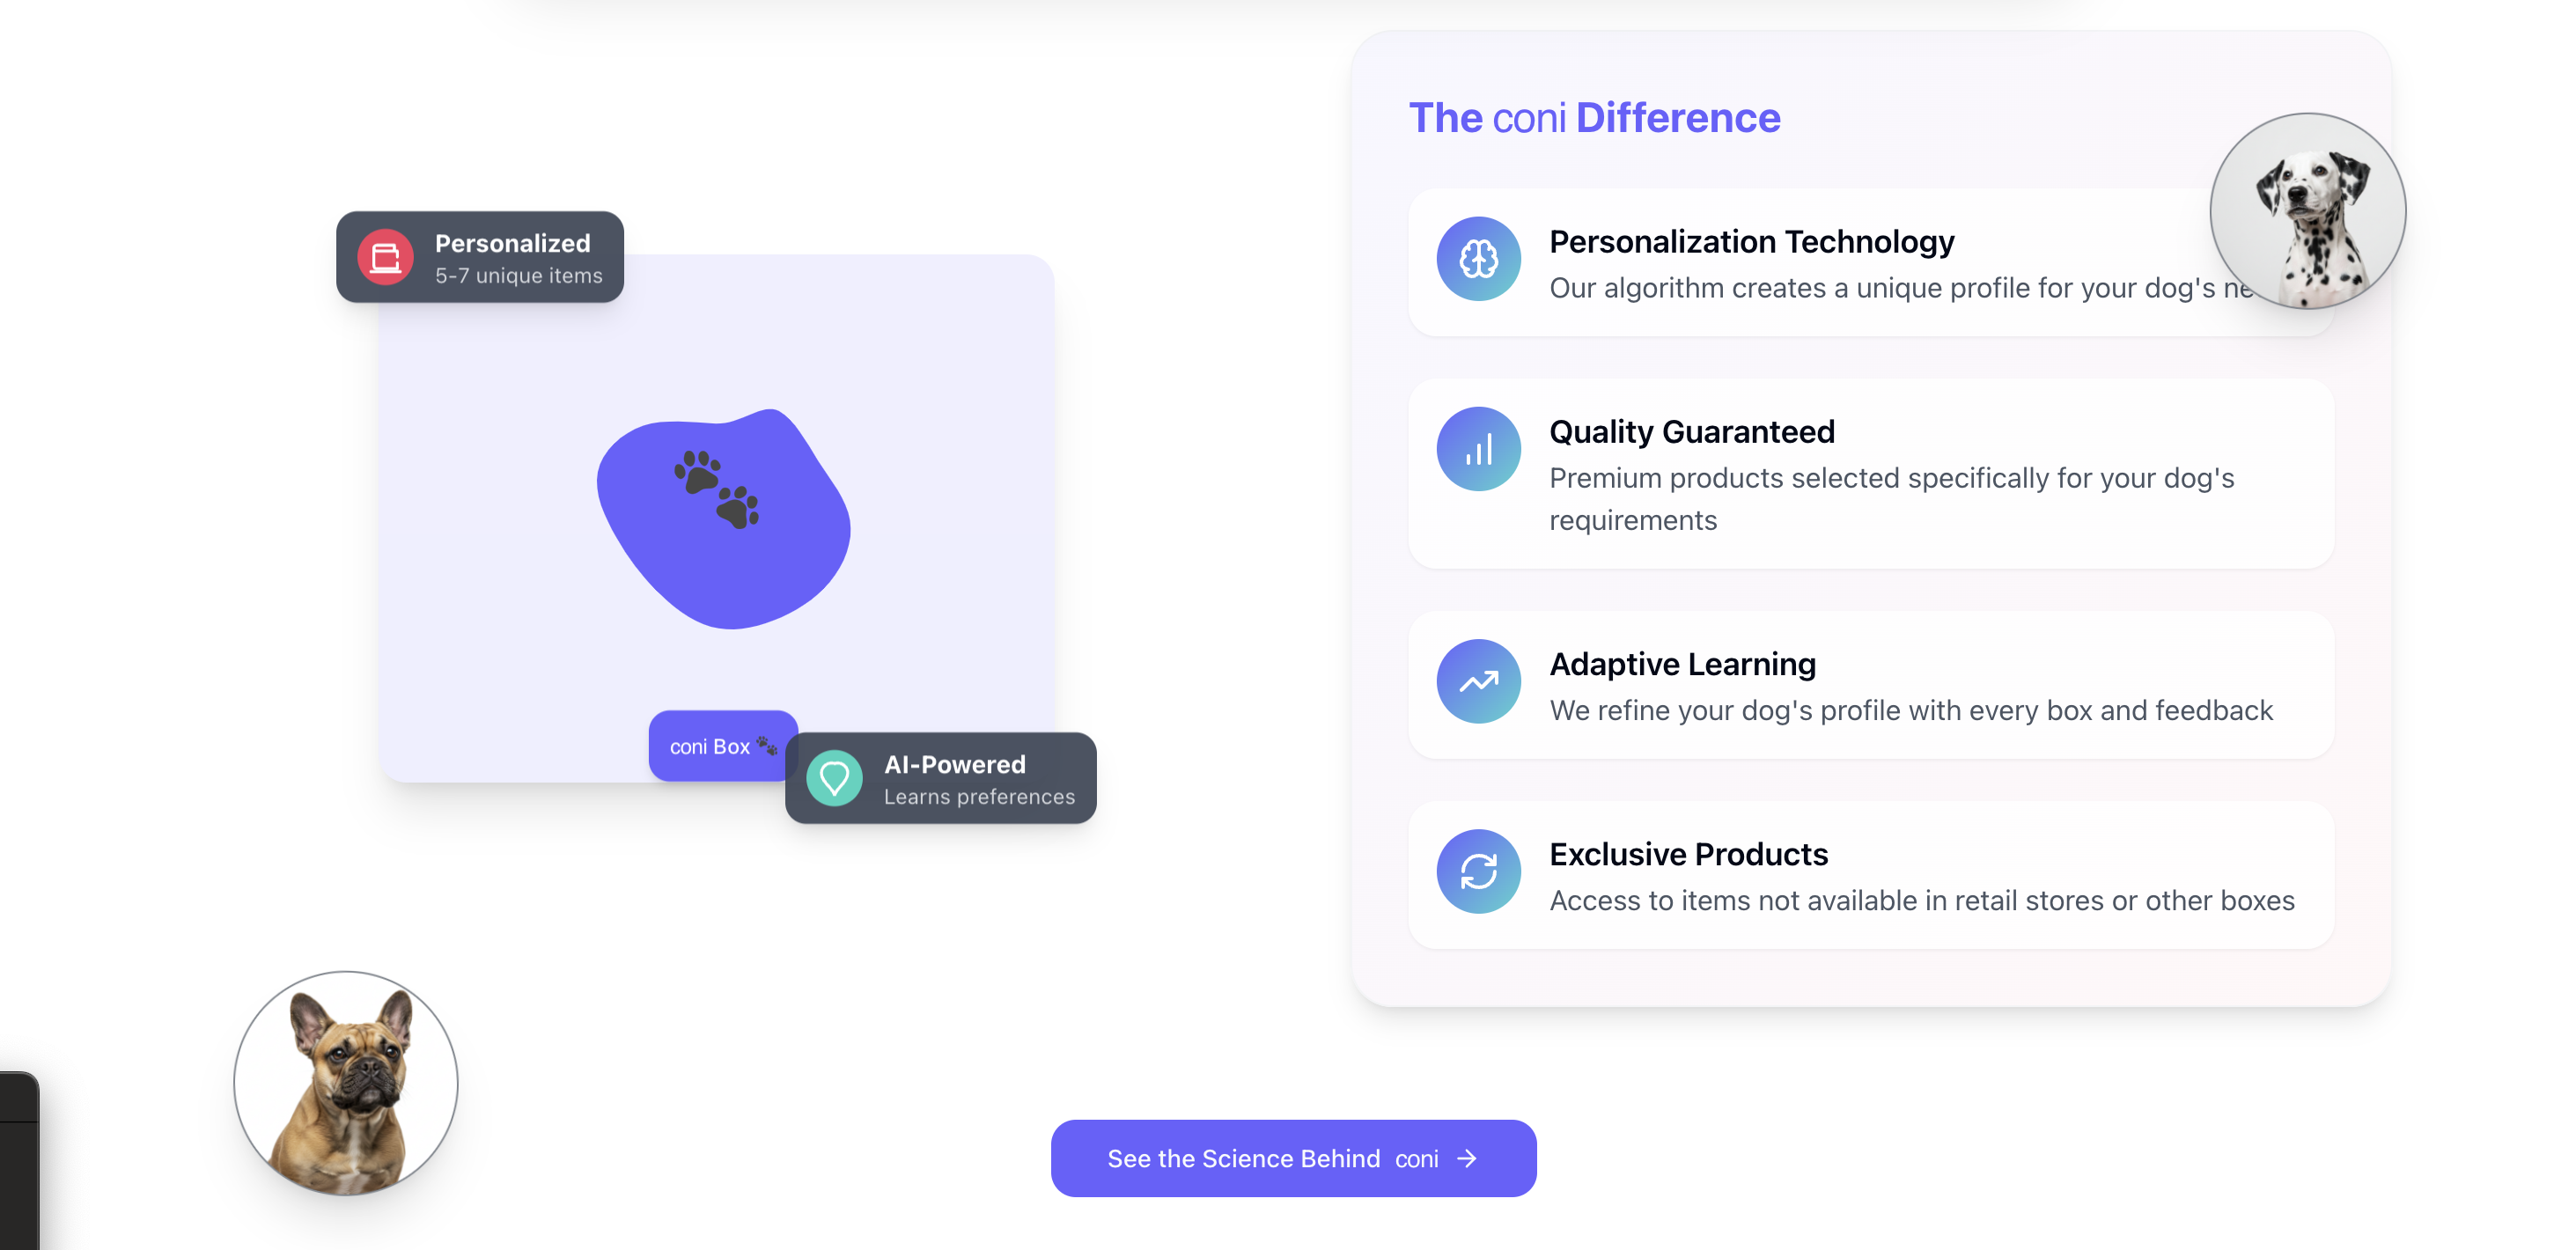 Personalized
5-7 unique items
coni Box
AI-Powered
Learns preferences
The coni Difference
Personalization Technology
Our algorithm creates a unique profile for your dog's
Quality Guaranteed
Premium products selected specifically for your dog's
requirements
Adaptive Learning
We refine your dog's profile with every box and feedback
Exclusive Products
Access to items not available in retail stores or other boxes
See the Science Behind coni